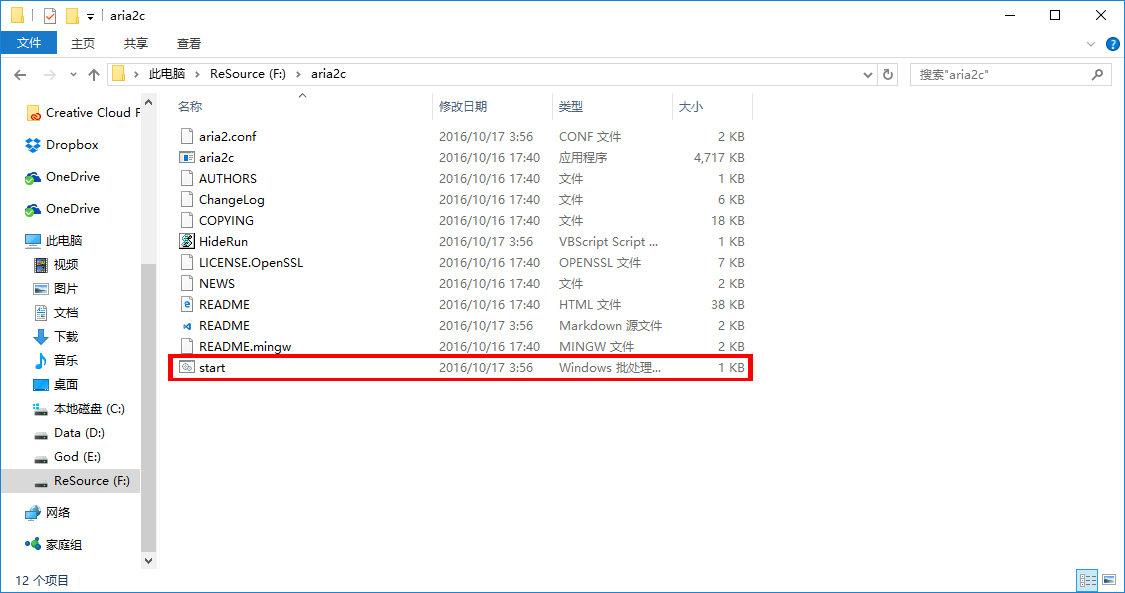 aria2c
文件 主页 共享 查看
此电脑 ReSource (F:) aria2c 搜索"aria2c"
Creative Cloud F
Dropbox
OneDrive
OneDrive
此电脑
视频
图片
文档
下载
音乐
桌面
本地磁盘 (C:)
Data (D:)
God (E:)
ReSource (F:)
网络
家庭组
名称 修改日期 类型 大小
aria2.conf 2016/10/17 3:56 CONF 文件 2 KB
aria2c 2016/10/16 17:40 应用程序 4,717 KB
AUTHORS 2016/10/16 17:40 文件 1 KB
ChangeLog 2016/10/16 17:40 文件 6 KB
COPYING 2016/10/16 17:40 文件 18 KB
HideRun 2016/10/17 3:56 VBScript Script ... 1 KB
LICENSE.OpenSSL 2016/10/16 17:40 OPENSSL 文件 7 KB
NEWS 2016/10/16 17:40 文件 2 KB
README 2016/10/16 17:40 HTML 文件 38 KB
README 2016/10/17 3:56 Markdown 源文件 2 KB
README.mingw 2016/10/16 17:40 MINGW 文件 2 KB
start 2016/10/17 3:56 Windows 批处理... 1 KB
12 个项目